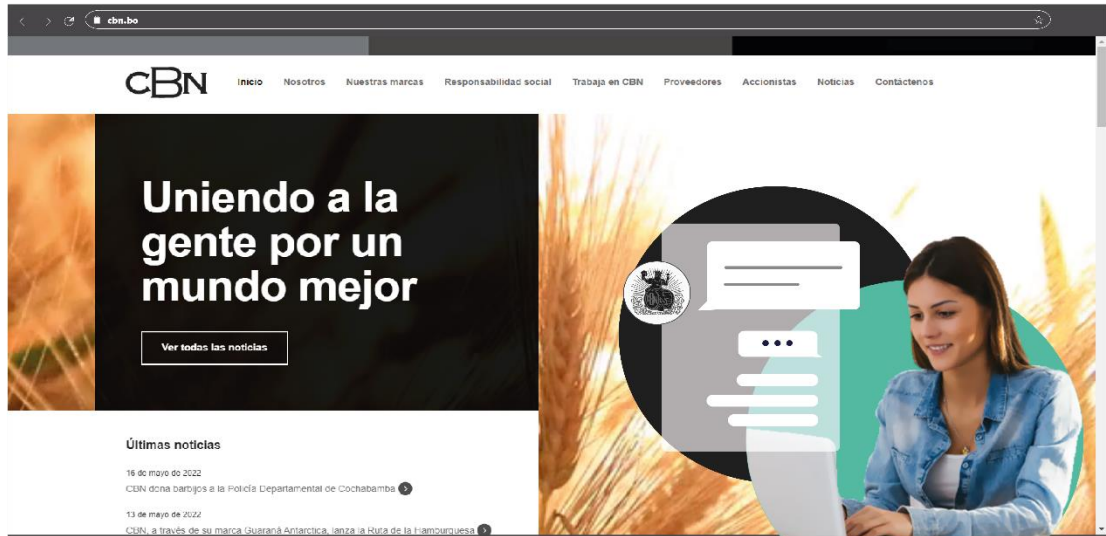 cbn.bo
CBN
Inicio Nosotros Nuestras marcas Responsabilidad social Trabaja en CBN Proveedores Accionistas Noticias Contáctenos
Uniendo a la
gente por un
mundo mejor
Ver todas las noticias
Últimas noticias
16 de mayo de 2022
CBN dona barbijos a la Policía Departamental de Cochabamba
13 de mayo de 2022
CBN, a través de su marca Guaraná Antarctica, lanza la Ruta de la Hamburguesa